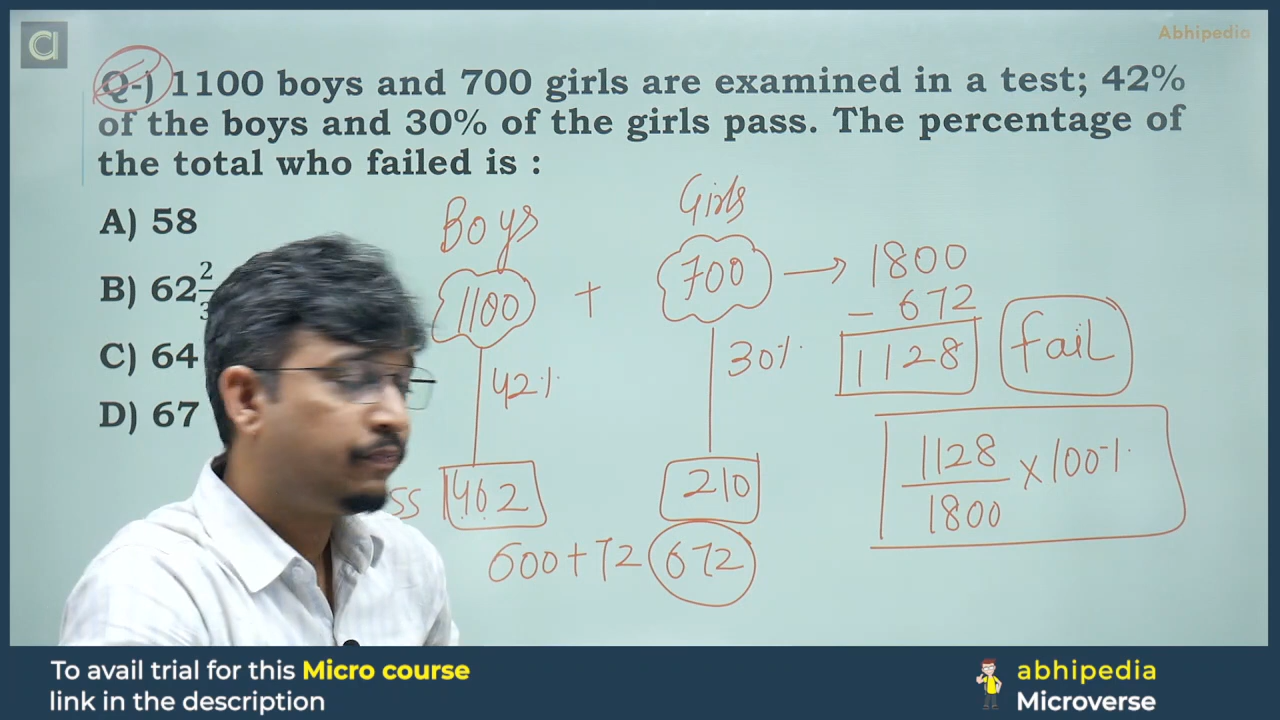 Abhipedia
Q-) 1100 boys and 700 girls are examined in a test; 42%
of the boys and 30% of the girls pass. The percentage of
the total who failed is :
A) 58
B) 62 2/3
C) 64
D) 67
Boys
Girls
1100 + 700 → 1800
- 672
1128
fail
42%
30%
1128/1800 × 100%
ss 462
210
600+72 672
To avail trial for this Micro course
link in the description
abhipedia
Microverse